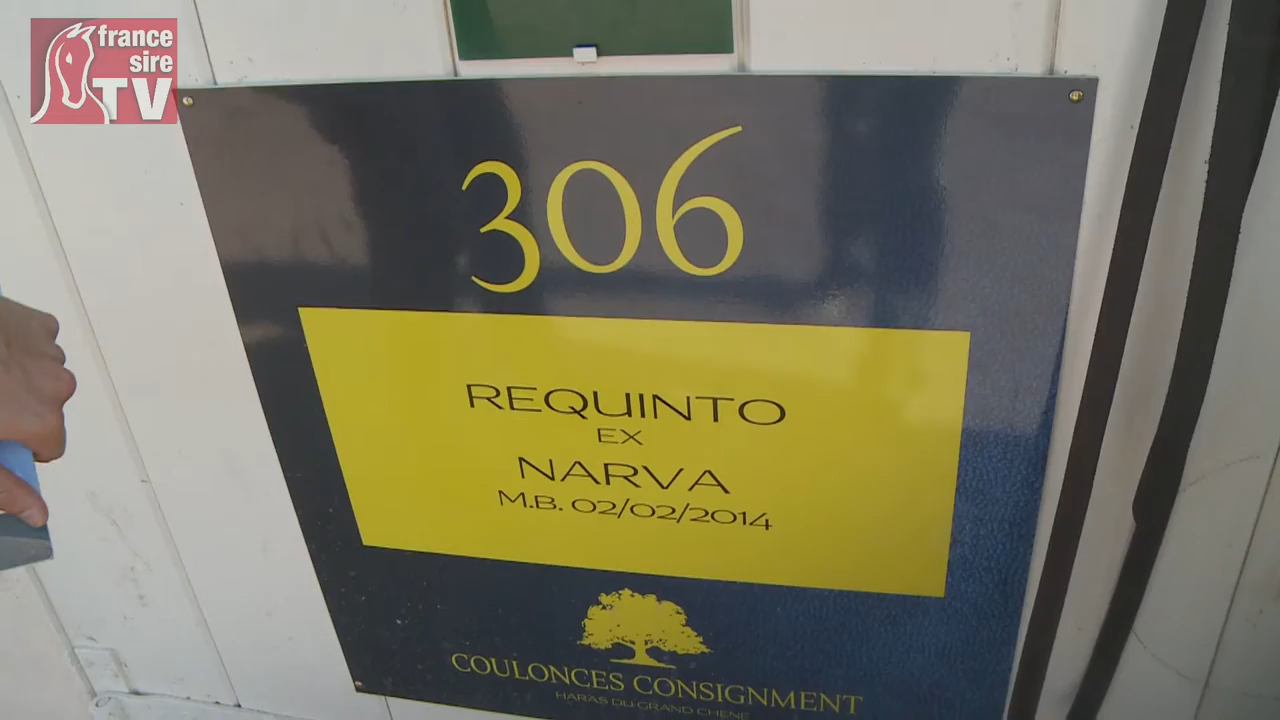 france
sire
TV
306
REQUINTO
EX
NARVA
M.B. 02/02/2014
COULONCES CONSIGNMENT
HARAS DU GRAND CHENE